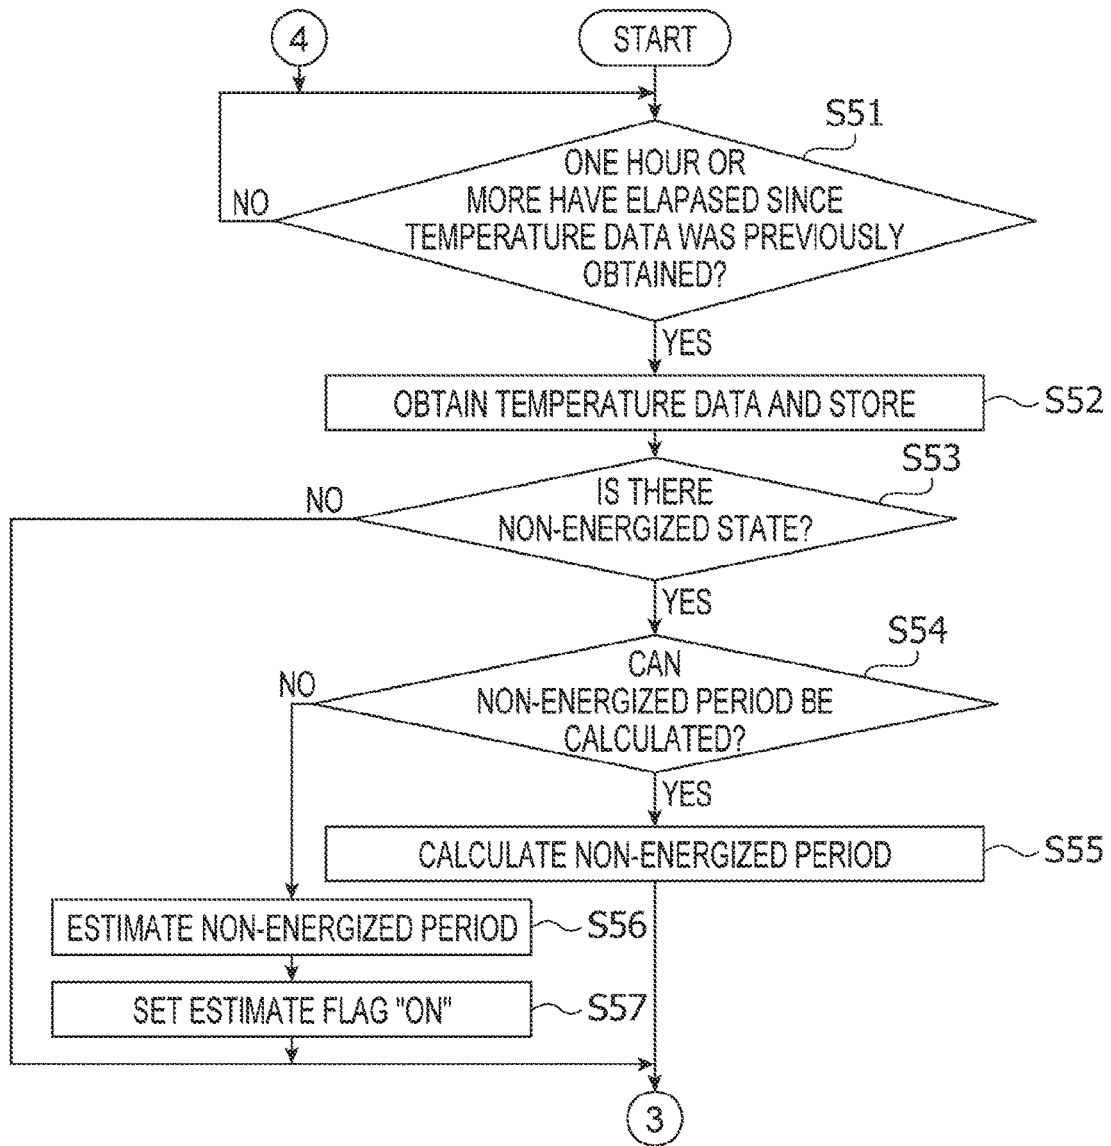 4
START
S51
ONE HOUR OR
MORE HAVE ELAPASED SINCE
TEMPERATURE DATA WAS PREVIOUSLY
OBTAINED?
NO
YES
OBTAIN TEMPERATURE DATA AND STORE
S52
S53
IS THERE
NON-ENERGIZED STATE?
NO
YES
S54
CAN
NON-ENERGIZED PERIOD BE
CALCULATED?
NO
YES
CALCULATE NON-ENERGIZED PERIOD
S55
ESTIMATE NON-ENERGIZED PERIOD
S56
SET ESTIMATE FLAG "ON"
S57
3